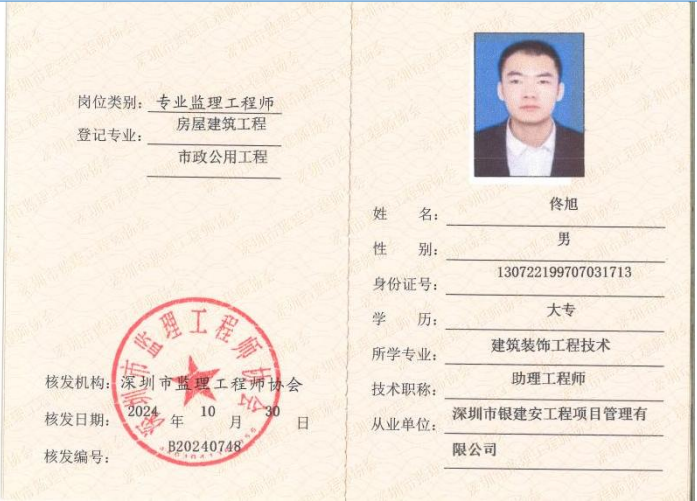 岗位类别：专业监理工程师
登记专业：房屋建筑工程
市政公用工程
深圳市监理工程师协会
核发机构：深圳市监理工程师协会
核发日期：2024 年 10 月 30 日
核发编号：B20240748
姓 名：佟旭
性 别：男
身份证号：130722199707031713
学 历：大专
所学专业：建筑装饰工程技术
技术职称：助理工程师
从业单位：深圳市银建安工程项目管理有
限公司